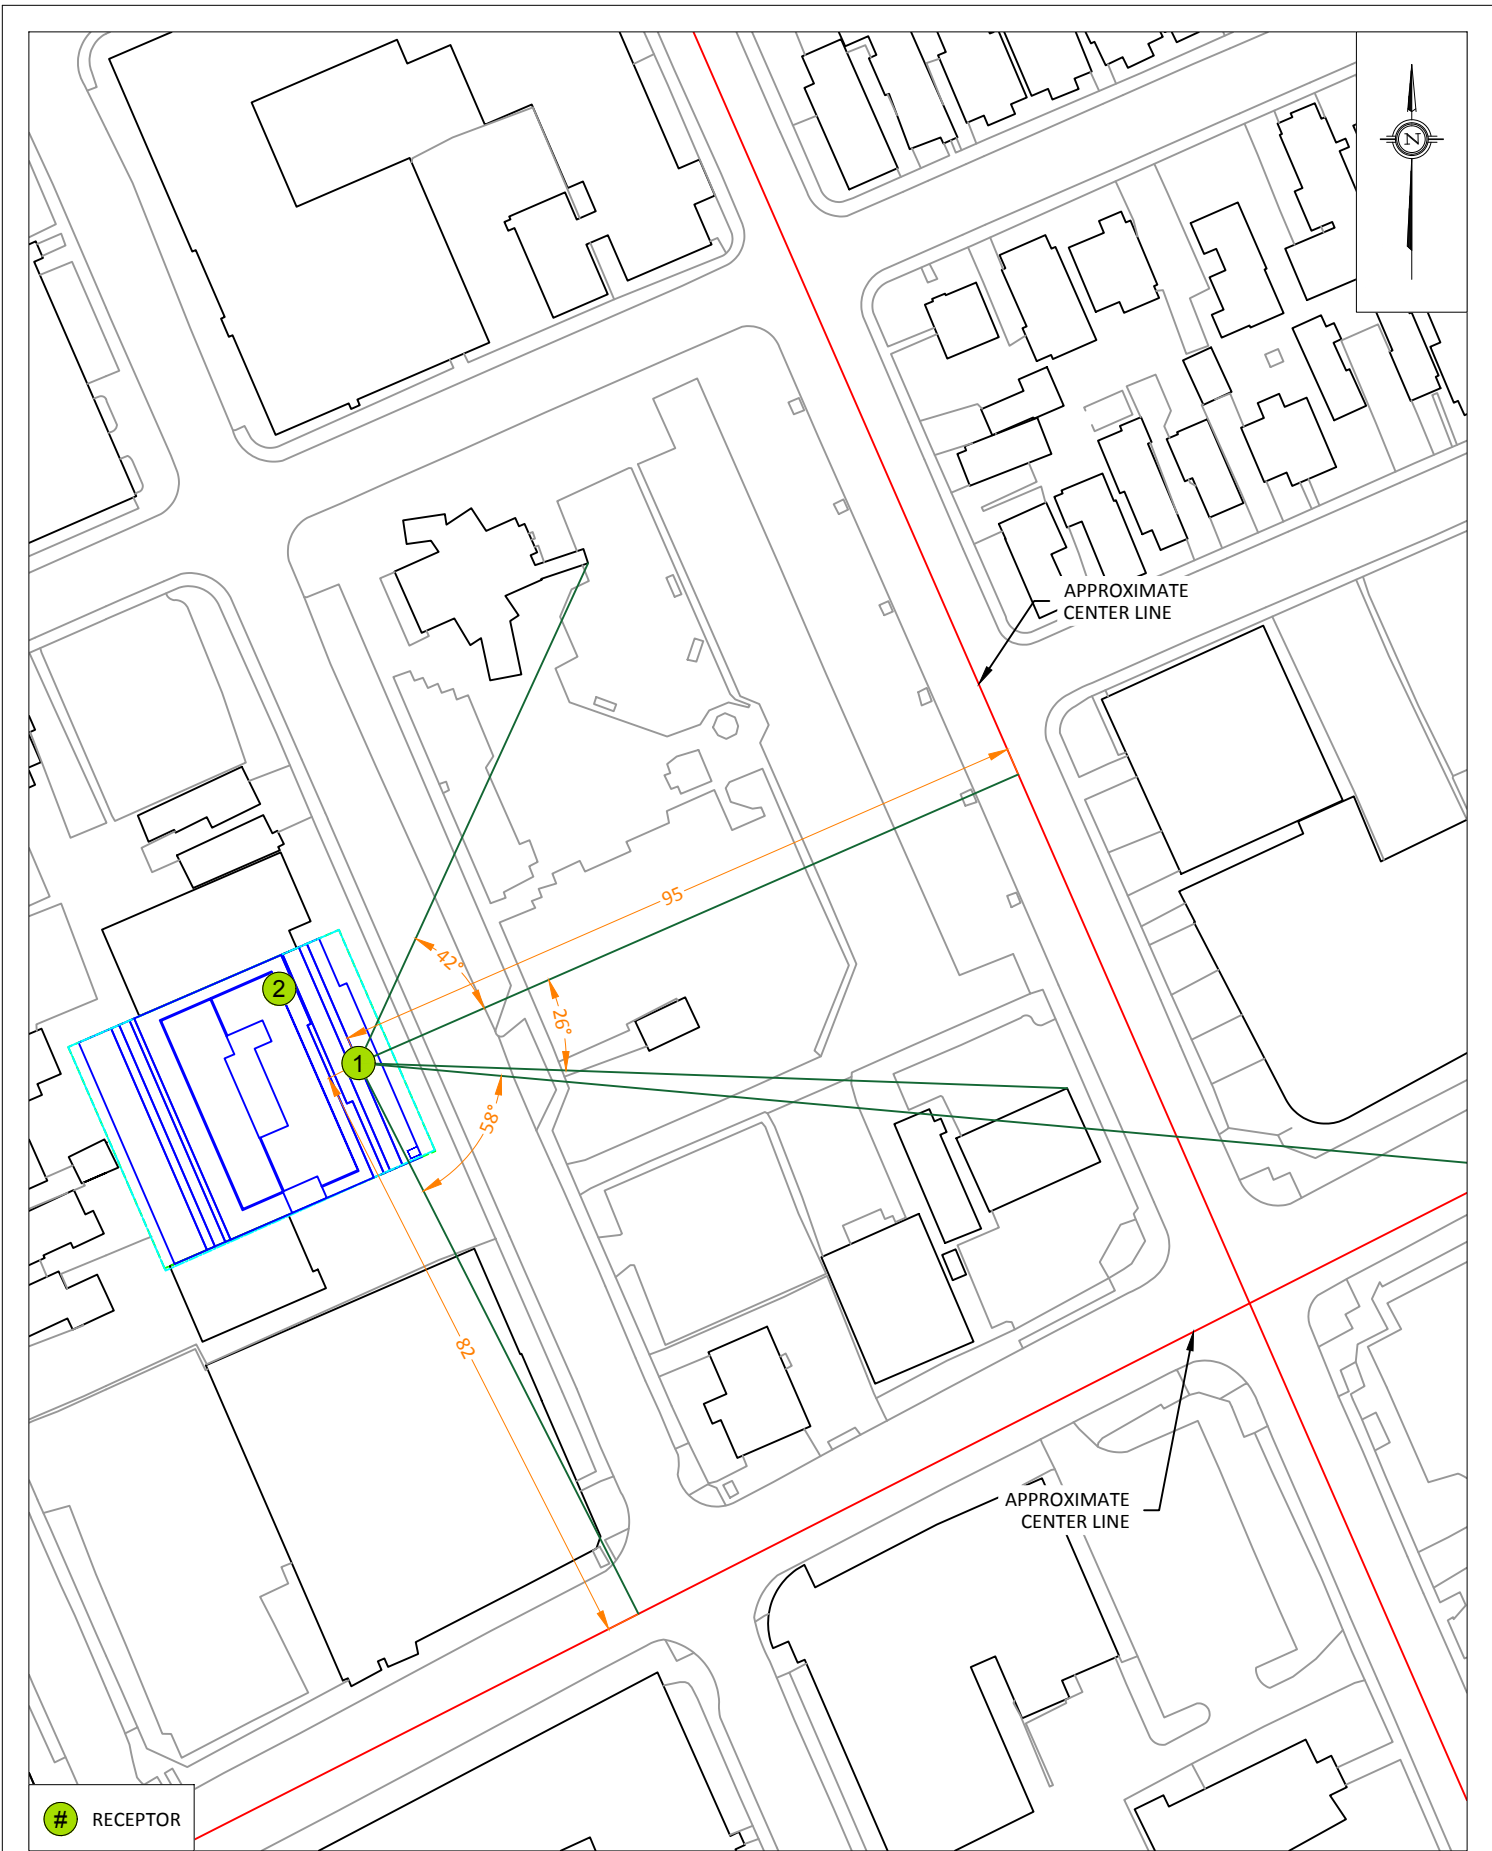 N
APPROXIMATE
CENTER LINE
95
42°
2
26°
1
58°
82
APPROXIMATE
CENTER LINE
# RECEPTOR